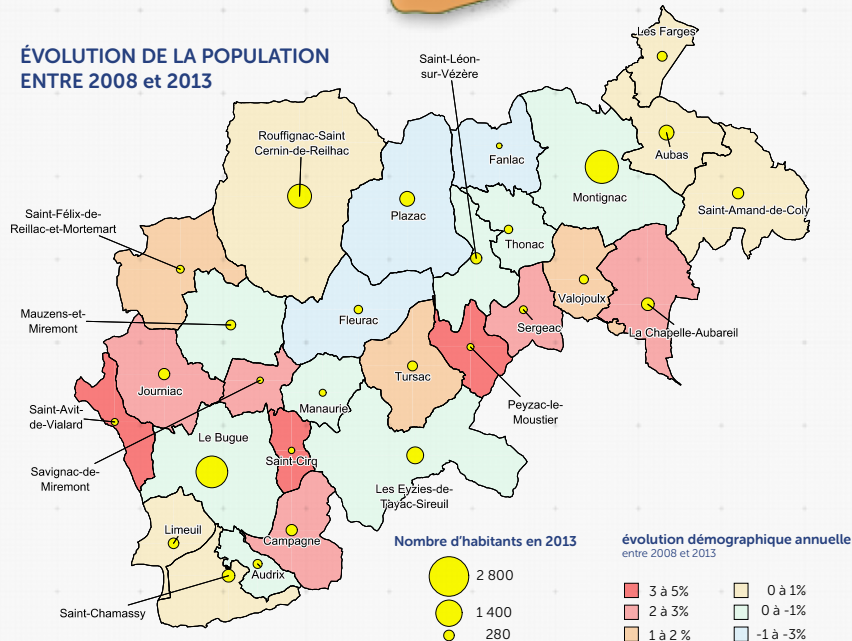 ÉVOLUTION DE LA POPULATION
ENTRE 2008 et 2013
Saint-Léon-
sur-Vézère
Les Farges
Rouffignac-Saint
Cernin-de-Reilhac
Fanlac
Aubas
Montignac
Plazac
Saint-Amand-de-Coly
Saint-Félix-de-
Reillac-et-Mortemart
Thonac
Valojoulx
Mauzens-et-
Miremont
Fleurac
Sergeac
La Chapelle-Aubareil
Tursac
Journiac
Manaurie
Peyzac-le-
Moustier
Saint-Avit-
de-Vialard
Le Bugue
Saint-Cirq
Savignac-de-
Miremont
Les Eyzies-de-
Tayac-Sireuil
Limeuil
Campagne
Audrix
Saint-Chamassy
Nombre d'habitants en 2013
2 800
1 400
280
évolution démographique annuelle
entre 2008 et 2013
3 à 5%
2 à 3%
1 à 2 %
0 à 1%
0 à -1%
-1 à -3%